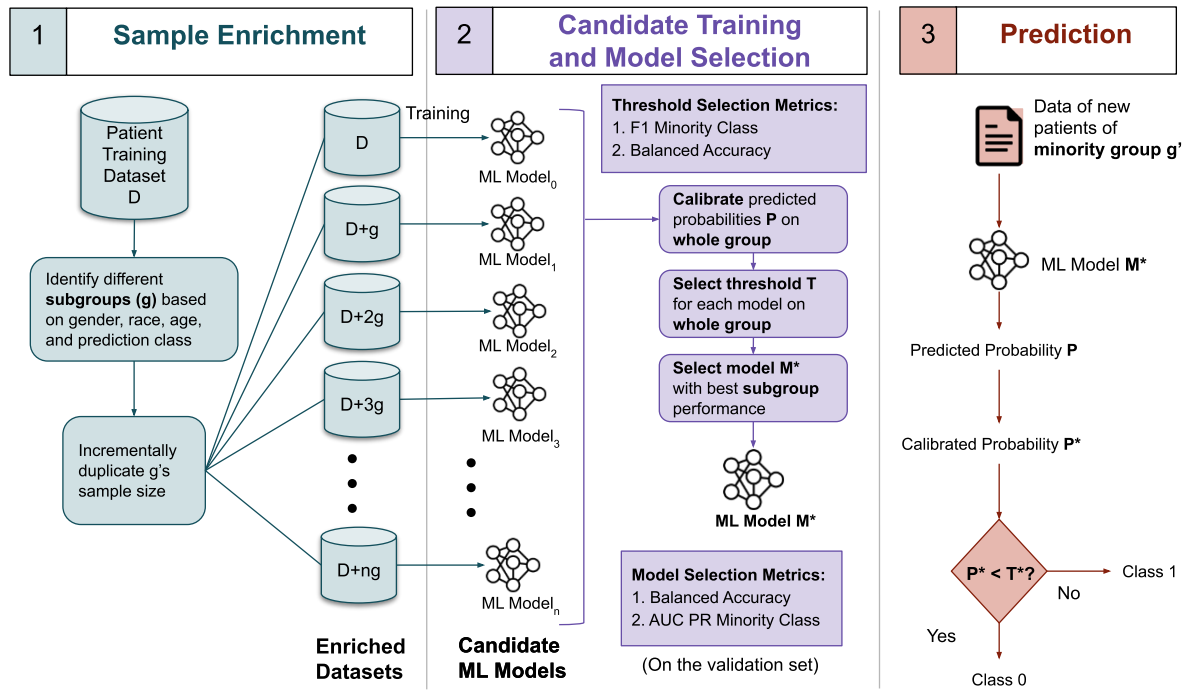 1
Sample Enrichment
Patient
Training
Dataset
D
Identify different
subgroups (g) based
on gender, race, age,
and prediction class
Incrementally
duplicate g's
sample size
D
D+g
D+2g
D+3g
D+ng
Enriched
Datasets
2
Candidate Training
and Model Selection
Training
ML Model0
ML Model1
ML Model2
ML Model3
ML Modeln
Candidate
ML Models
Threshold Selection Metrics:
1. F1 Minority Class
2. Balanced Accuracy
Calibrate predicted
probabilities P on
whole group
Select threshold T
for each model on
whole group
Select model M*
with best subgroup
performance
ML Model M*
Model Selection Metrics:
1. Balanced Accuracy
2. AUC PR Minority Class
(On the validation set)
3
Prediction
Data of new
patients of
minority group g'
ML Model M*
Predicted Probability P
Calibrated Probability P*
P* < T*?
No
Class 1
Yes
Class 0